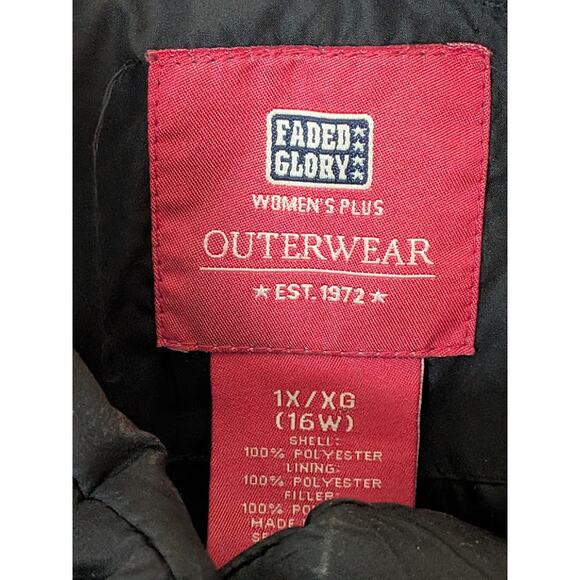 FADED
GLORY
WOMEN'S PLUS
OUTERWEAR
★ EST. 1972 ★
1X/XG
(16W)
SHELL:
100% POLYESTER
LINING:
100% POLYESTER
FILLER:
100%
MADE